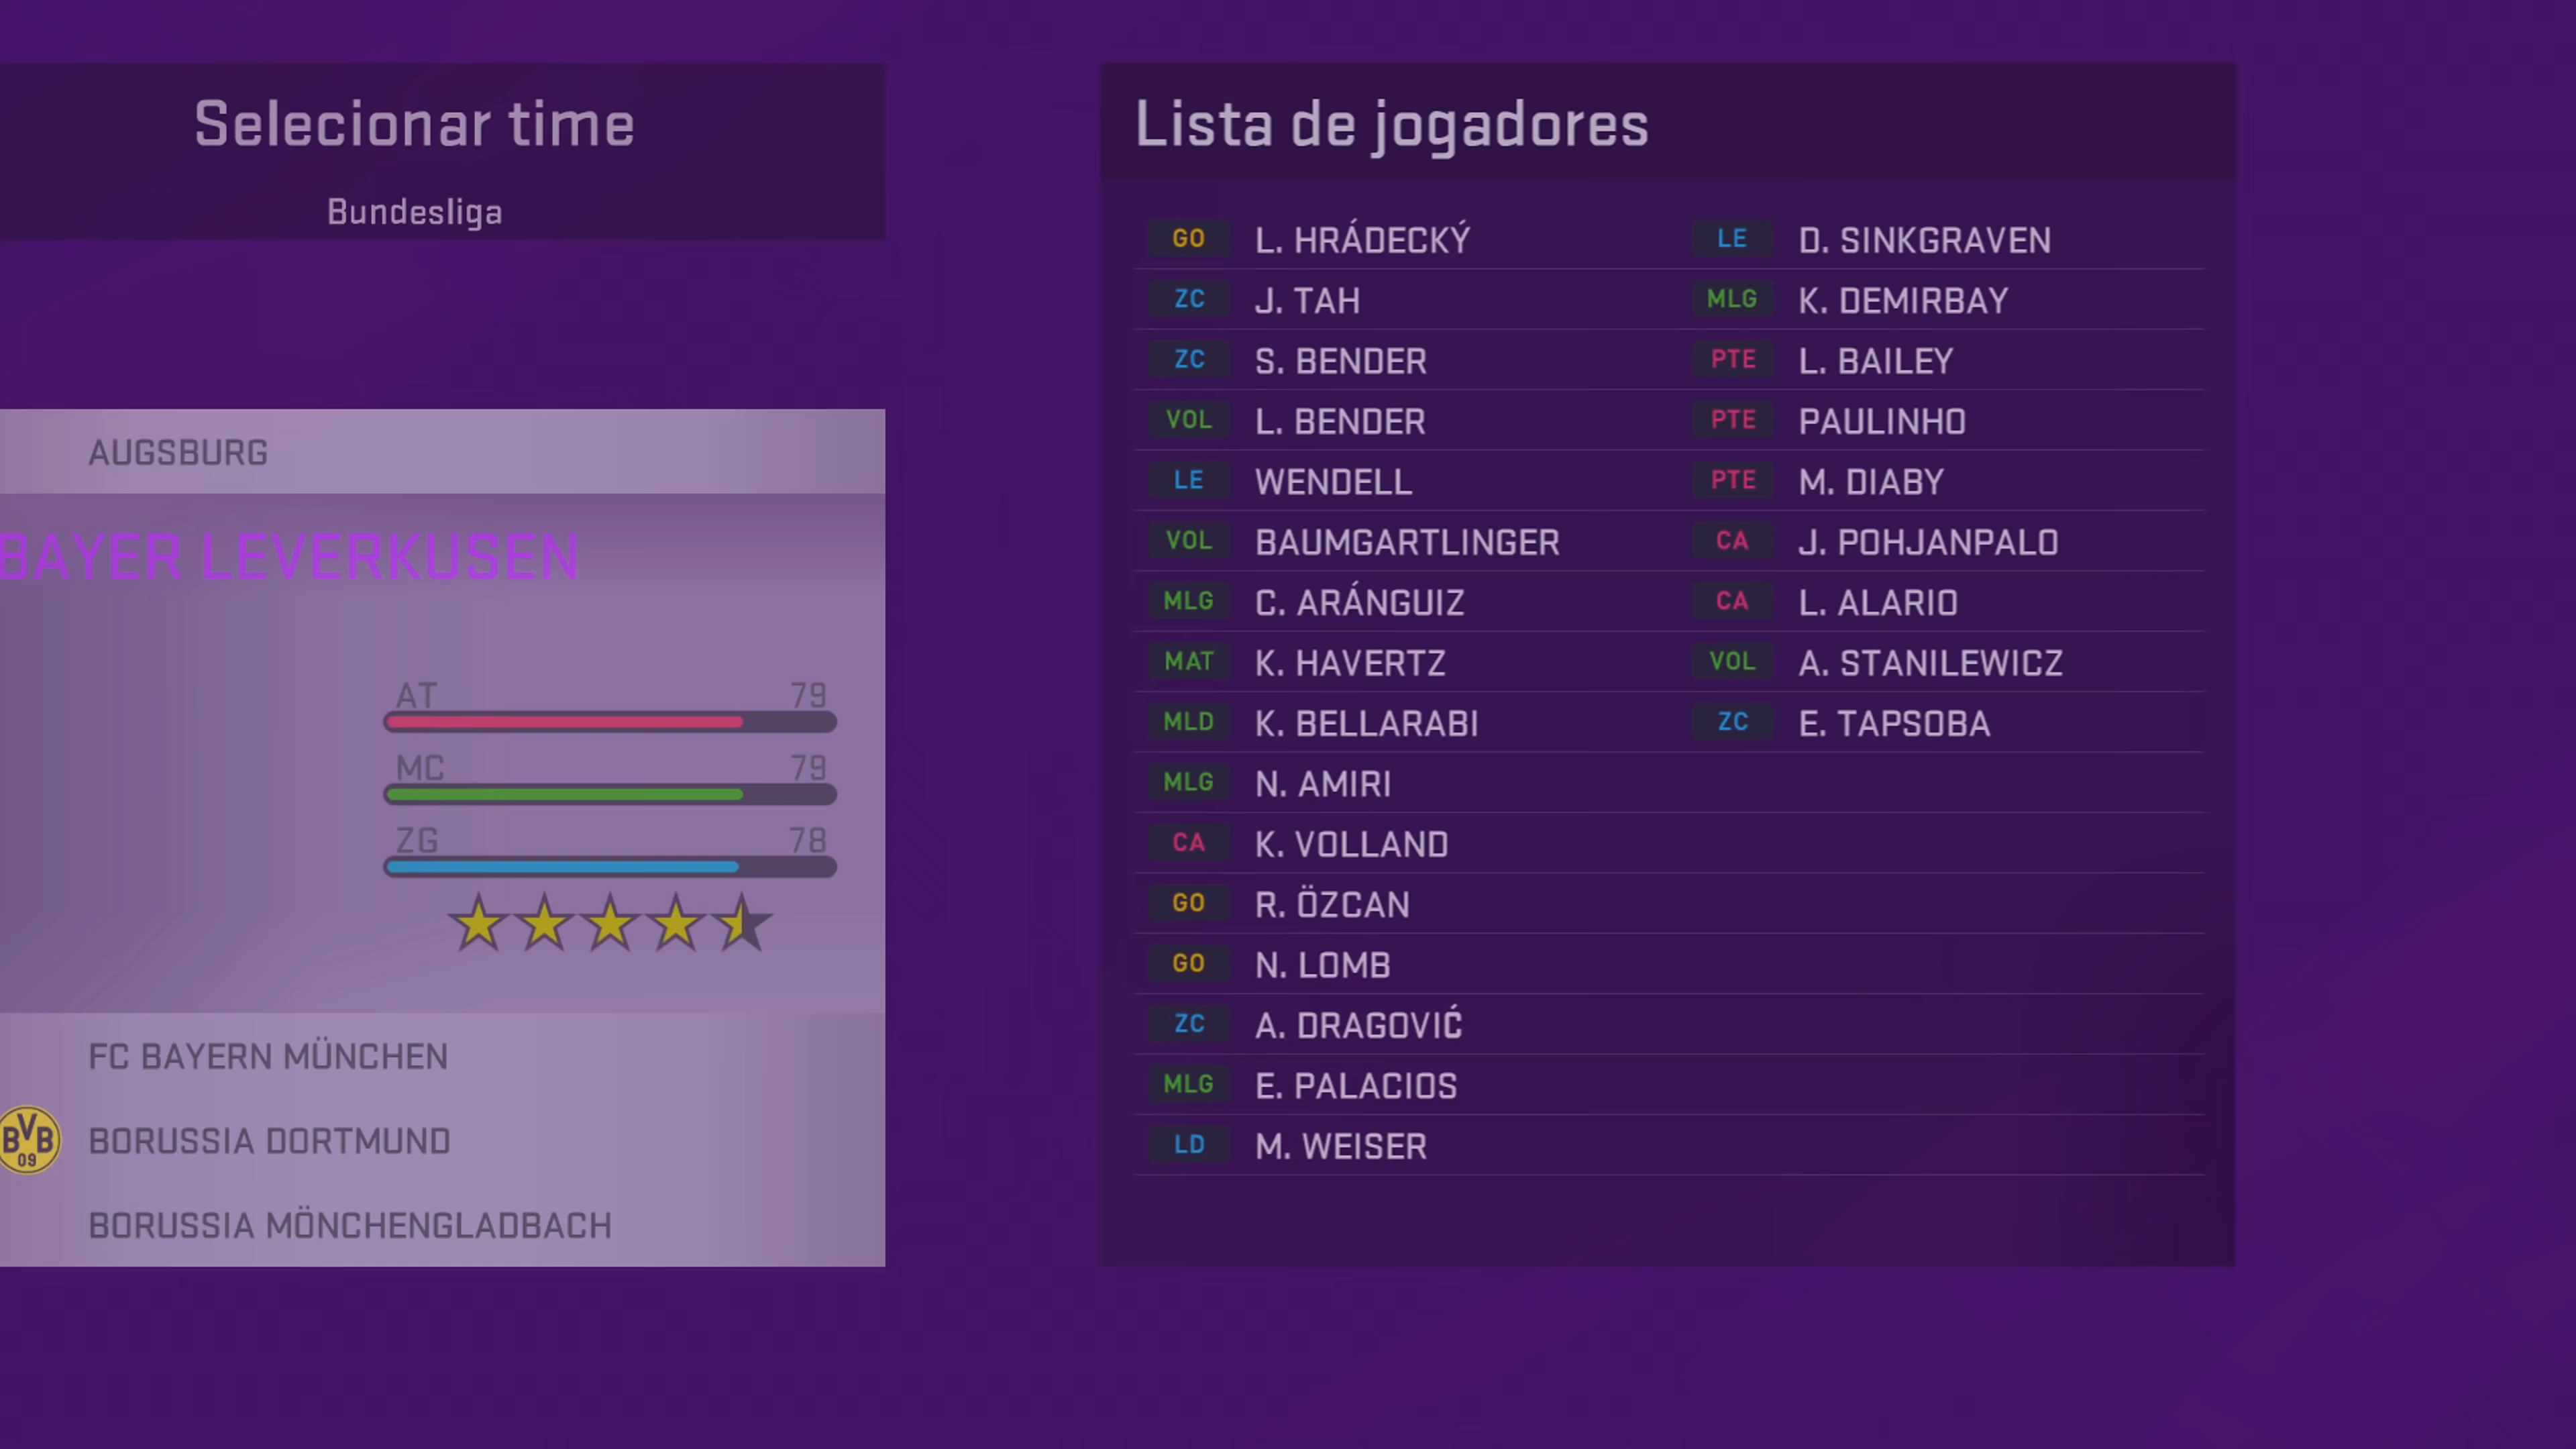 Selecionar time
Bundesliga
AUGSBURG
BAYER LEVERKUSEN
AT 79
MC 79
ZG 78
FC BAYERN MÜNCHEN
BVB 09
BORUSSIA DORTMUND
BORUSSIA MÖNCHENGLADBACH
Lista de jogadores
GO L. HRÁDECKÝ
ZC J. TAH
ZC S. BENDER
VOL L. BENDER
LE WENDELL
VOL BAUMGARTLINGER
MLG C. ARÁNGUIZ
MAT K. HAVERTZ
MLD K. BELLARABI
MLG N. AMIRI
CA K. VOLLAND
GO R. ÖZCAN
GO N. LOMB
ZC A. DRAGOVIĆ
MLG E. PALACIOS
LD M. WEISER
LE D. SINKGRAVEN
MLG K. DEMIRBAY
PTE L. BAILEY
PTE PAULINHO
PTE M. DIABY
CA J. POHJANPALO
CA L. ALARIO
VOL A. STANILEWICZ
ZC E. TAPSOBA